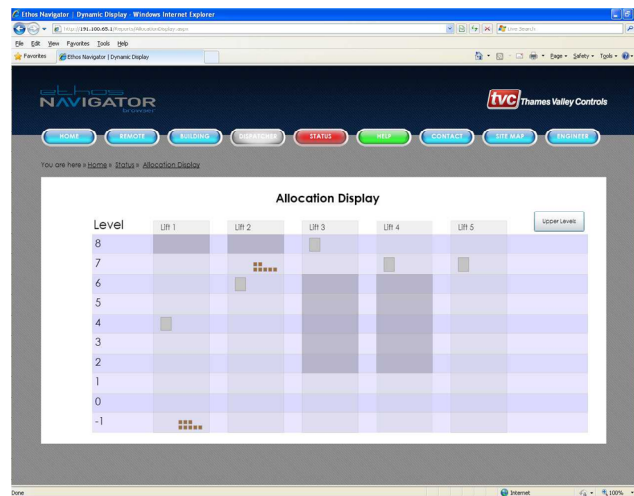 Ethos Navigator | Dynamic Display - Windows Internet Explorer
http://191.100.65.1/Reports/AllocationDisplay.aspx
Live Search
File Edit View Favorites Tools Help
Favorites Ethos Navigator | Dynamic Display Page Safety Tools
ethos
NAVIGATOR
browser
tvc Thames Valley Controls
HOME REMOTE BUILDING DISPATCHER STATUS HELP CONTACT SITE MAP ENGINEER
You are here » Home » Status » Allocation Display
Allocation Display
Upper Levels
Level Lift 1 Lift 2 Lift 3 Lift 4 Lift 5
8
7
6
5
4
3
2
1
0
-1
Done Internet 100%